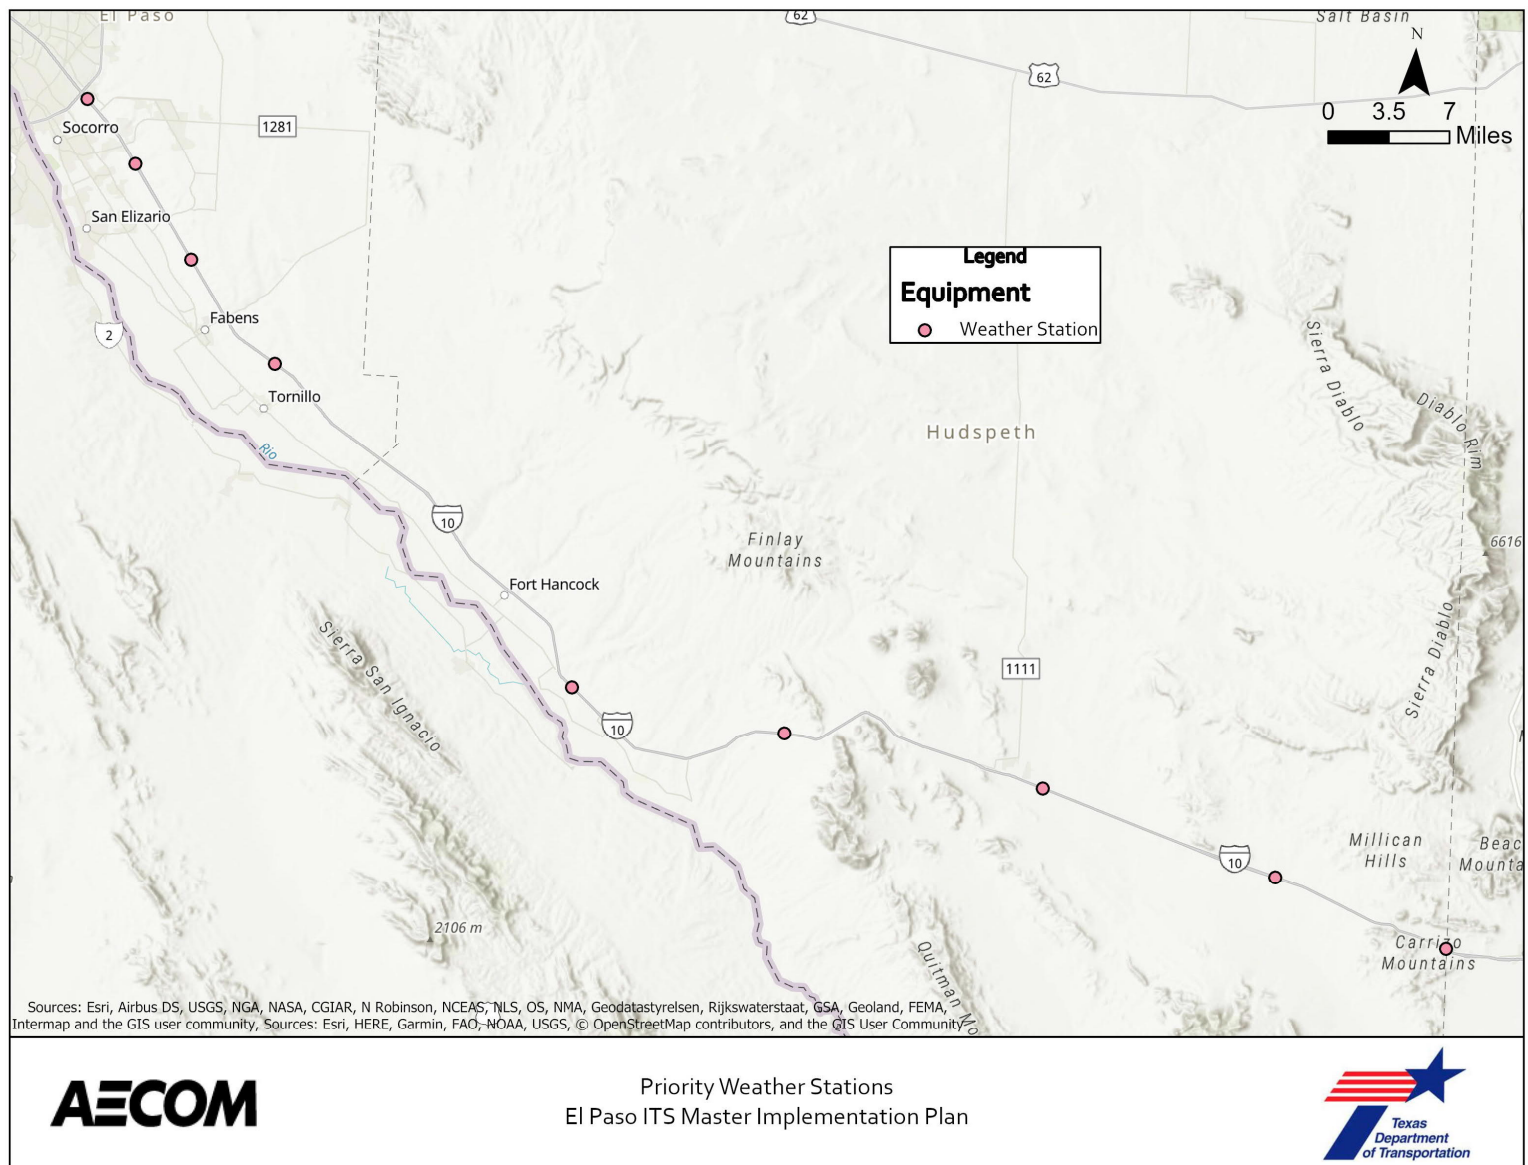 El Paso
62
Salt Basin
N
62
0 3.5 7
Miles
Socorro
1281
San Elizario
Legend
Equipment
Weather Station
Fabens
2
Sierra Diablo
Diablo Rim
Tornillo
Hudspeth
Rio
10
Finlay
Mountains
6616
Fort Hancock
Sierra San Ignacio
Sierra Diablo
1111
10
Millican
Hills
Beac
Mounta
10
2106 m
Carrizo
Mountains
Quitman Mo
Sources: Esri, Airbus DS, USGS, NGA, NASA, CGIAR, N Robinson, NCEAS, NLS, OS, NMA, Geodatastyrelsen, Rijkswaterstaat, GSA, Geoland, FEMA,
Intermap and the GIS user community, Sources: Esri, HERE, Garmin, FAO, NOAA, USGS, © OpenStreetMap contributors, and the GIS User Community
AECOM
Priority Weather Stations
El Paso ITS Master Implementation Plan
Texas
Department
of Transportation